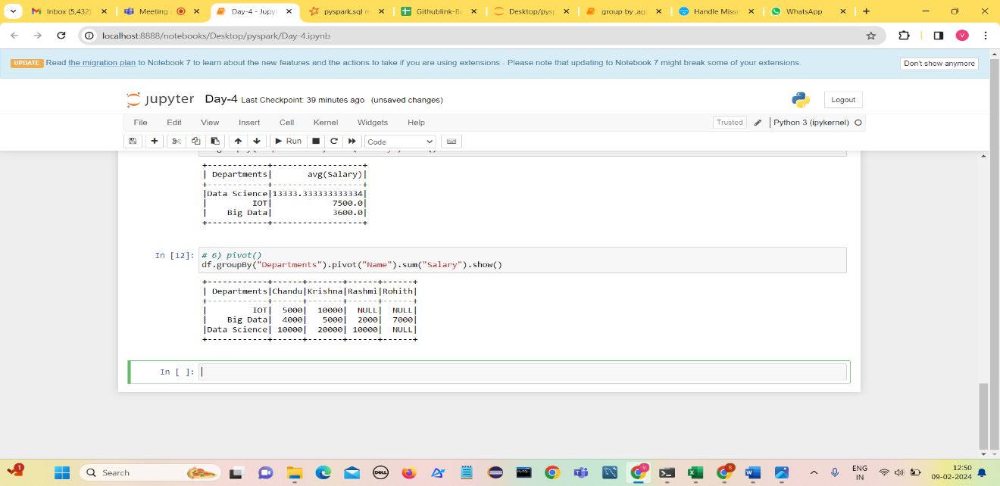 Inbox (5,432)
Meeting
Day-4 - Jupyt
pyspark.sql m
Githublink-Ba
Desktop/pysp
group by ,ag
Handle Missi
WhatsApp
localhost:8888/notebooks/Desktop/pyspark/Day-4.ipynb
V
UPDATE Read the migration plan to Notebook 7 to learn about the new features and the actions to take if you are using extensions - Please note that updating to Notebook 7 might break some of your extensions.
Don't show anymore
jupyter Day-4 Last Checkpoint: 39 minutes ago (unsaved changes)
Logout
File Edit View Insert Cell Kernel Widgets Help
Trusted Python 3 (ipykernel)
Run Code
+------------+------------------+
| Departments|       avg(Salary)|
+------------+------------------+
|Data Science|13333.333333333334|
|         IOT|            7500.0|
|    Big Data|            3600.0|
+------------+------------------+
In [12]: # 6) pivot()
df.groupBy("Departments").pivot("Name").sum("Salary").show()
+------------+------+-------+------+------+
| Departments|Chandu|Krishna|Rashmi|Rohith|
+------------+------+-------+------+------+
|         IOT|  5000|  10000|  NULL|  NULL|
|    Big Data|  4000|   5000|  2000|  7000|
|Data Science| 10000|  20000| 10000|  NULL|
+------------+------+-------+------+------+
In [ ]:
1
Search
DELL
V
S
ENG
IN
12:50
09-02-2024